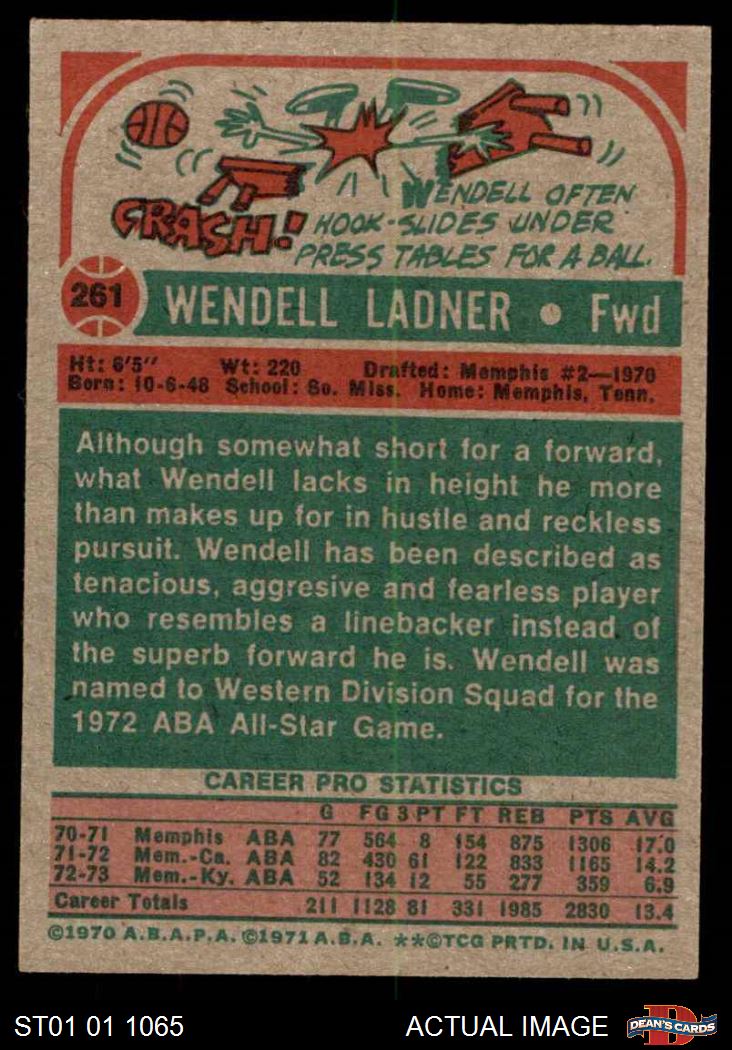 CRASH!
WENDELL OFTEN
HOOK-SLIDES UNDER
PRESS TABLES FOR A BALL.
261
WENDELL LADNER • Fwd
Ht: 6'5" Wt: 220 Drafted: Memphis #2—1970
Born: 10-6-48 School: So. Miss. Home: Memphis, Tenn.
Although somewhat short for a forward,
what Wendell lacks in height he more
than makes up for in hustle and reckless
pursuit. Wendell has been described as
tenacious, aggresive and fearless player
who resembles a linebacker instead of
the superb forward he is. Wendell was
named to Western Division Squad for the
1972 ABA All-Star Game.
CAREER PRO STATISTICS
G FG 3 PT FT REB PTS AVG
70-71 Memphis ABA 77 564 8 154 875 1306 17.0
71-72 Mem.-Ca. ABA 82 430 61 122 833 1165 14.2
72-73 Mem.-Ky. ABA 52 134 12 55 277 359 6.9
Career Totals 211 1128 81 331 1985 2830 13.4
©1970 A.B.A.P.A. ©1971 A.B.A. **©TCG PRTD. IN U.S.A.
ST01 01 1065 ACTUAL IMAGE D DEAN'S CARDS